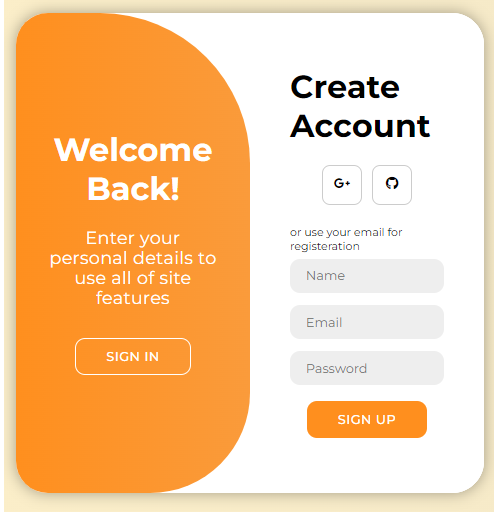 Welcome
Back!
Enter your
personal details to
use all of site
features
SIGN IN
Create
Account
G+
or use your email for
registeration
Name
Email
Password
SIGN UP